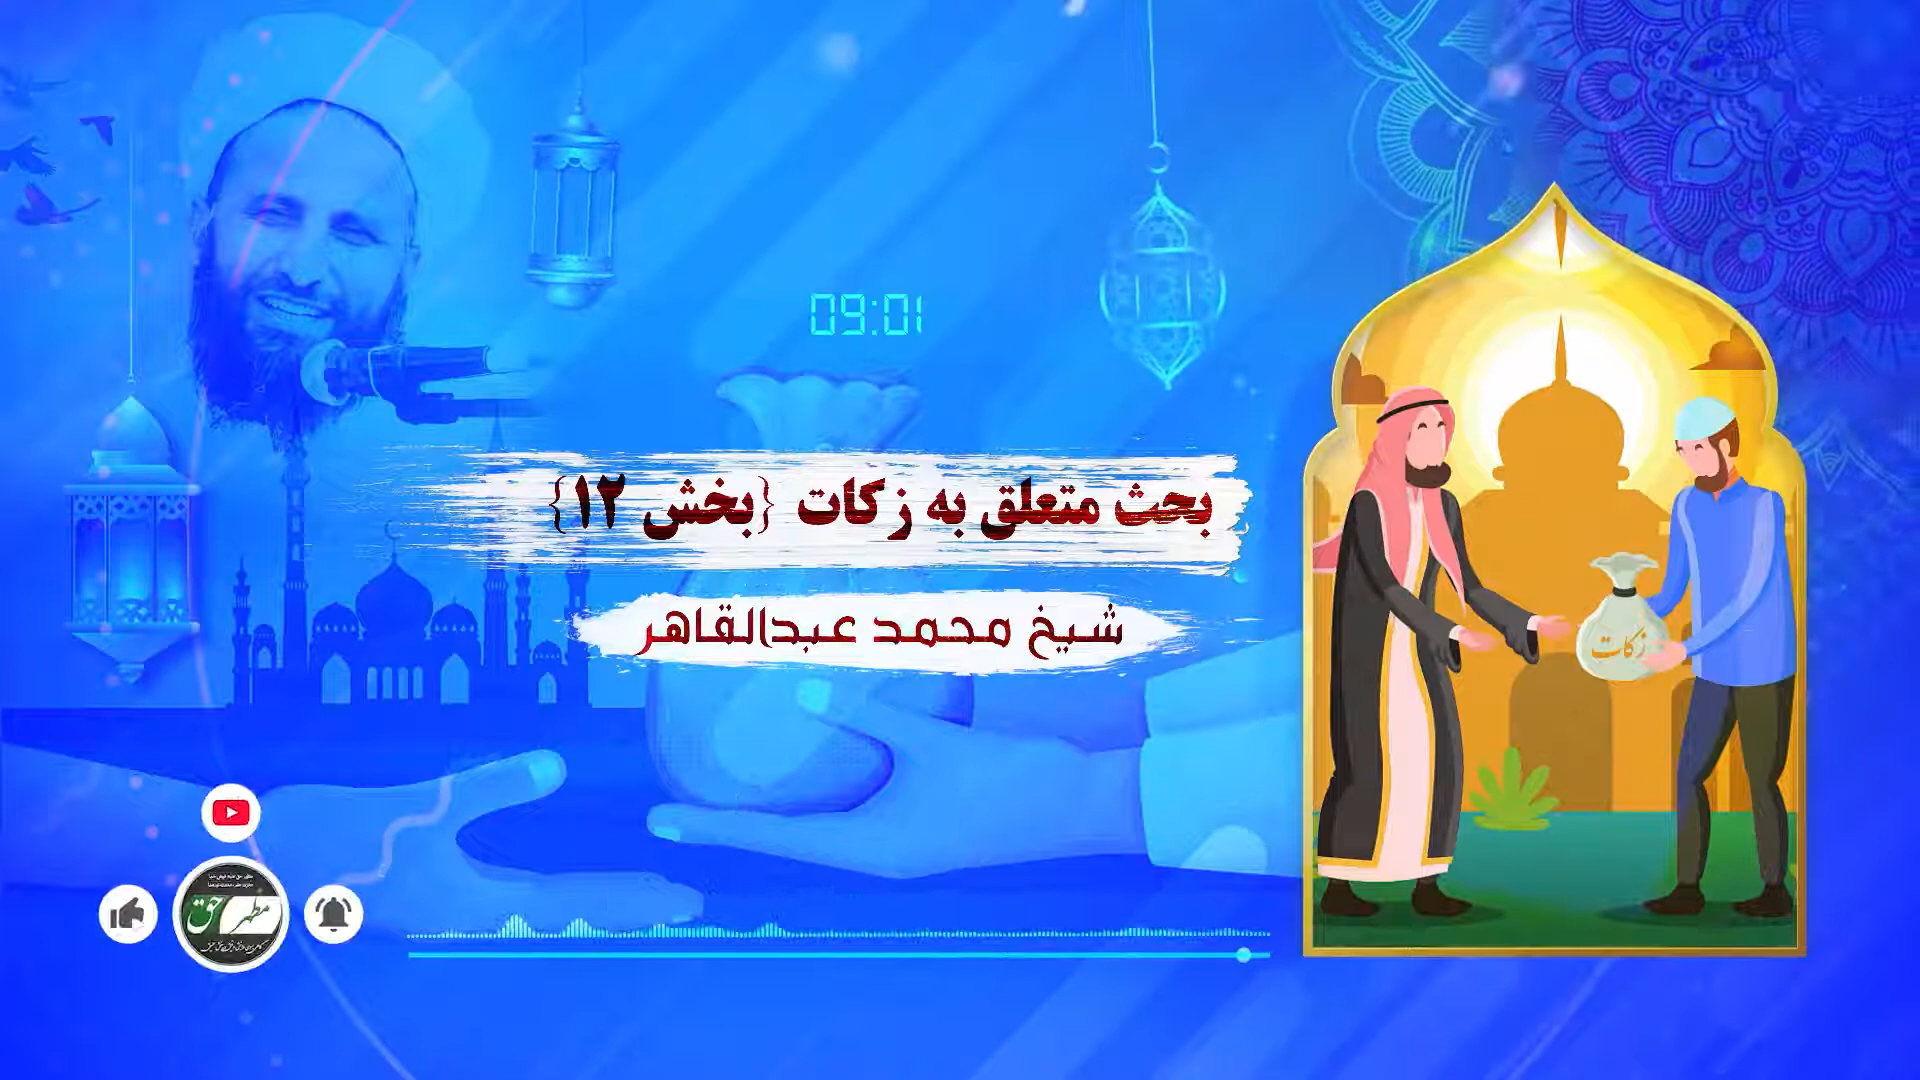 09:01
بحث متعلق به زکات {بخش ۱۲}
شیخ محمد عبدالقاهر
زکات
مظهر حق